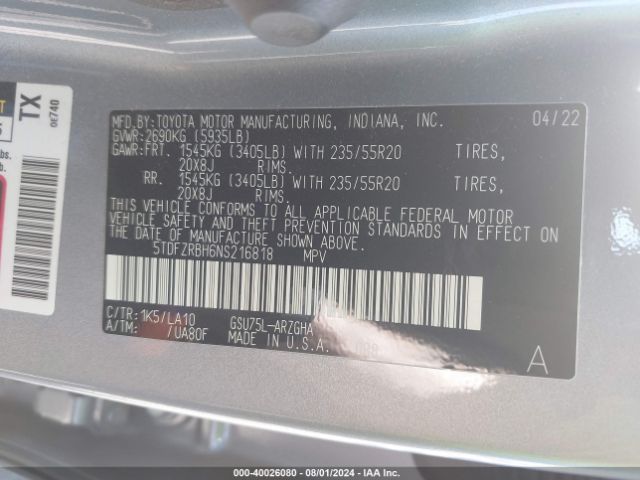 TX
0E740
lbs.
MFD.BY:TOYOTA MOTOR MANUFACTURING, INDIANA, INC. 04/22
GVWR:2690KG (5935LB)
GAWR:FRT. 1545KG (3405LB) WITH 235/55R20 TIRES,
20X8J RIMS.
RR. 1545KG (3405LB) WITH 235/55R20 TIRES,
20X8J RIMS.
THIS VEHICLE CONFORMS TO ALL APPLICABLE FEDERAL MOTOR
VEHICLE SAFETY AND THEFT PREVENTION STANDARDS IN EFFECT ON
THE DATE OF MANUFACTURE SHOWN ABOVE.
5TDFZRBH6NS216818 MPV
C/TR:1K5/LA10 GSU75L-ARZGHA
A/TM: /UA80F MADE IN U.S.A.
A
000-40026080 - 08/01/2024 - IAA Inc.